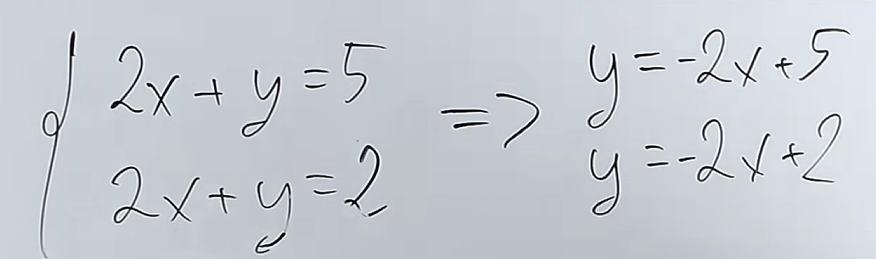 2x + y = 5 => y = -2x + 5
2x + y = 2 y = -2x + 2